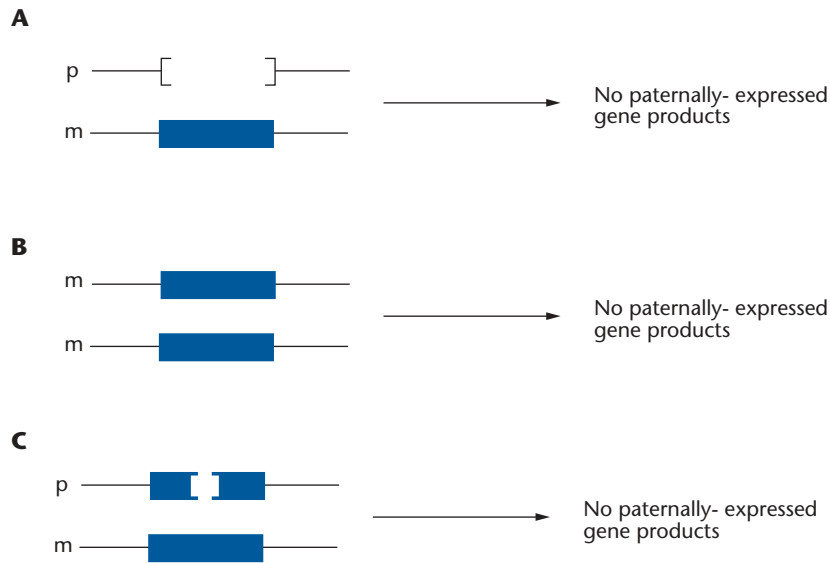 A
p
m
No paternally- expressed
gene products
B
m
m
No paternally- expressed
gene products
C
p
m
No paternally- expressed
gene products